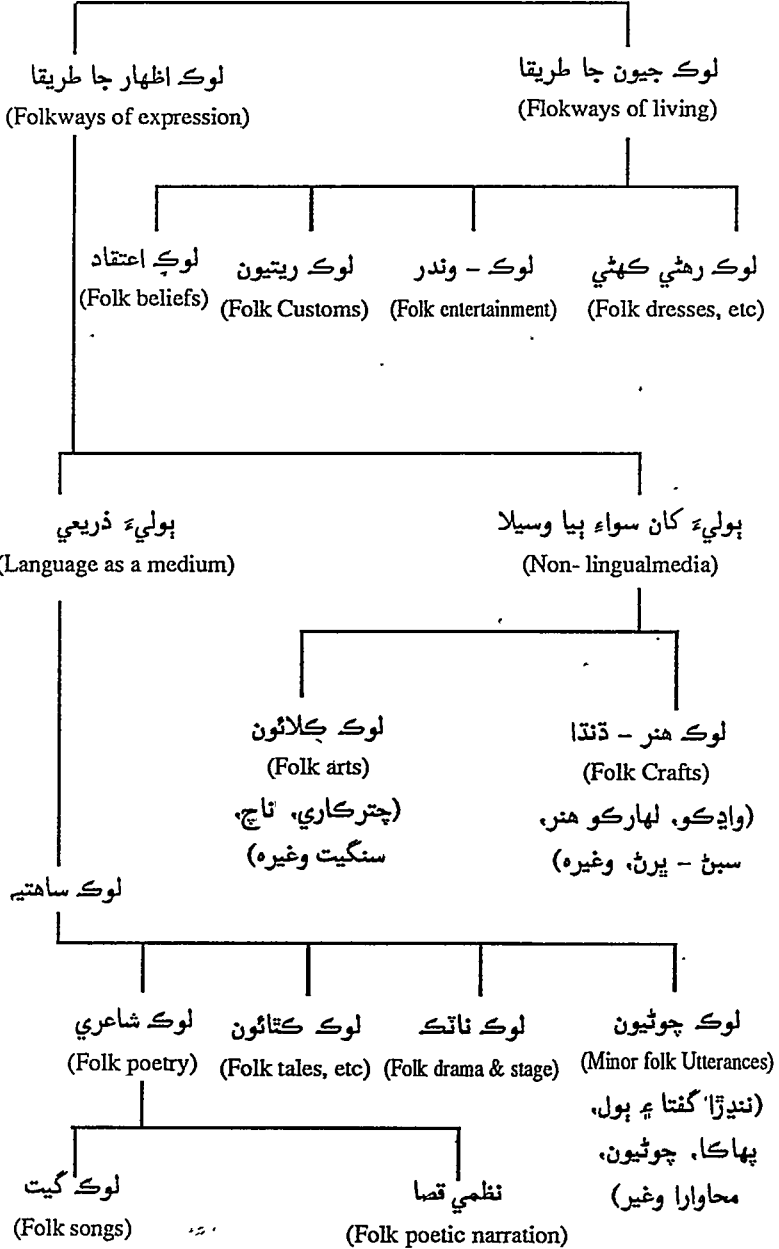 لوڪ جيون جا طريقا
(Flokways of living)
لوڪ اظهار جا طريقا
(Folkways of expression)
لوڪ رهڻي ڪهڻي
(Folk dresses, etc)
لوڪ – وندر
(Folk entertainment)
لوڪ ريتيون
(Folk Customs)
لوڪ اعتقاد
(Folk beliefs)
ٻوليءَ کان سواءِ ٻيا وسيلا
(Non- lingualmedia)
ٻوليءَ ذريعي
(Language as a medium)
لوڪ هنر – ڌنڌا
(Folk Crafts)
(واڍڪو، لهارڪو هنر،
سبڻ – ڀرڻ، وغيره)
لوڪ ڪلائون
(Folk arts)
(چترڪاري، ناچ،
سنگيت وغيره)
لوڪ ساهتيہ
لوڪ چوڻيون
(Minor folk Utterances)
(ننڍڙا گفتا ۽ ٻول،
پهاڪا، چوڻيون،
محاوارا وغير)
لوڪ ناٽڪ
(Folk drama & stage)
لوڪ ڪٿائون
(Folk tales, etc)
لوڪ شاعري
(Folk poetry)
نظمي قصا
(Folk poetic narration)
لوڪ گيت
(Folk songs)